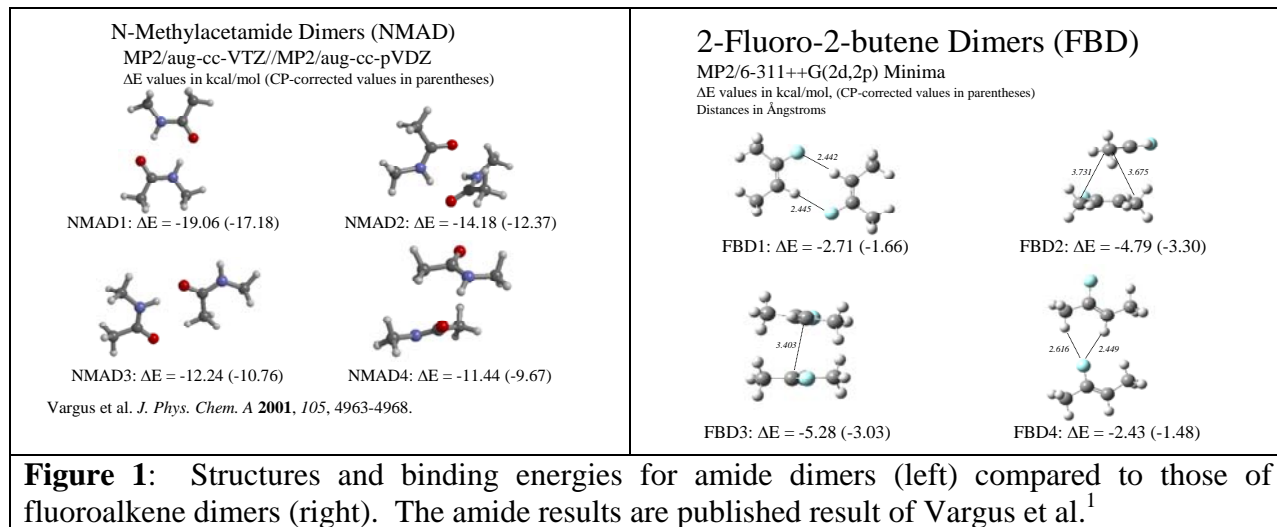 N-Methylacetamide Dimers (NMAD)
MP2/aug-cc-VTZ//MP2/aug-cc-pVDZ
ΔE values in kcal/mol (CP-corrected values in parentheses)
NMAD1: ΔE = -19.06 (-17.18)
NMAD2: ΔE = -14.18 (-12.37)
NMAD3: ΔE = -12.24 (-10.76)
NMAD4: ΔE = -11.44 (-9.67)
Vargus et al. J. Phys. Chem. A 2001, 105, 4963-4968.
2-Fluoro-2-butene Dimers (FBD)
MP2/6-311++G(2d,2p) Minima
ΔE values in kcal/mol, (CP-corrected values in parentheses)
Distances in Ångstroms
2.442
2.445
FBD1: ΔE = -2.71 (-1.66)
3.731
3.675
FBD2: ΔE = -4.79 (-3.30)
3.403
FBD3: ΔE = -5.28 (-3.03)
2.616
2.449
FBD4: ΔE = -2.43 (-1.48)
Figure 1: Structures and binding energies for amide dimers (left) compared to those of
fluoroalkene dimers (right). The amide results are published result of Vargus et al.1